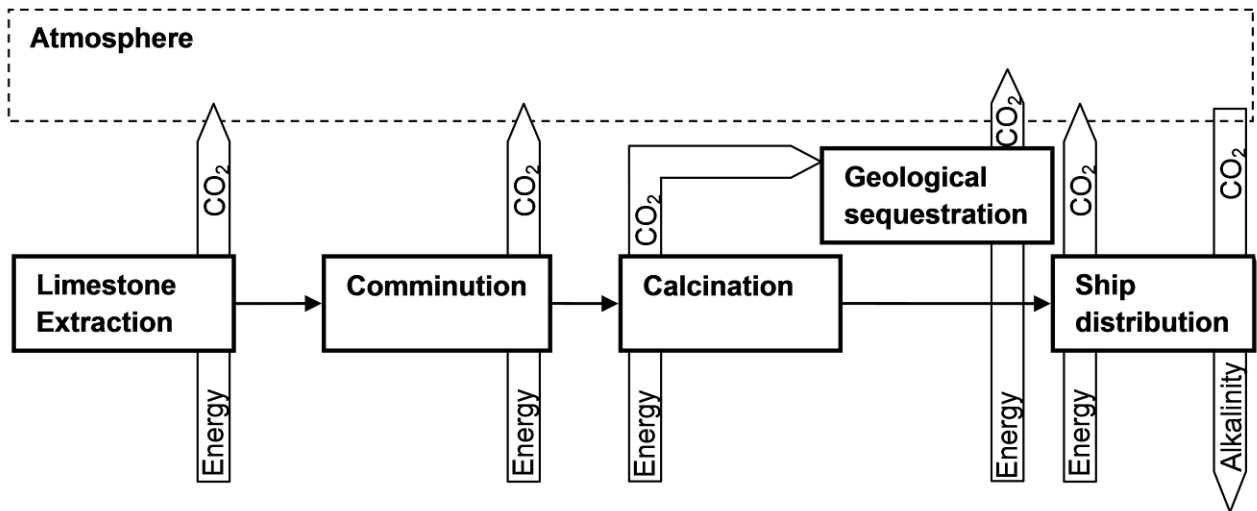 Atmosphere
CO₂
CO₂
CO₂
CO₂
CO₂
CO₂
Geological
sequestration
Limestone
Extraction
Comminution
Calcination
Ship
distribution
Energy
Energy
Energy
Energy
Energy
Alkalinity